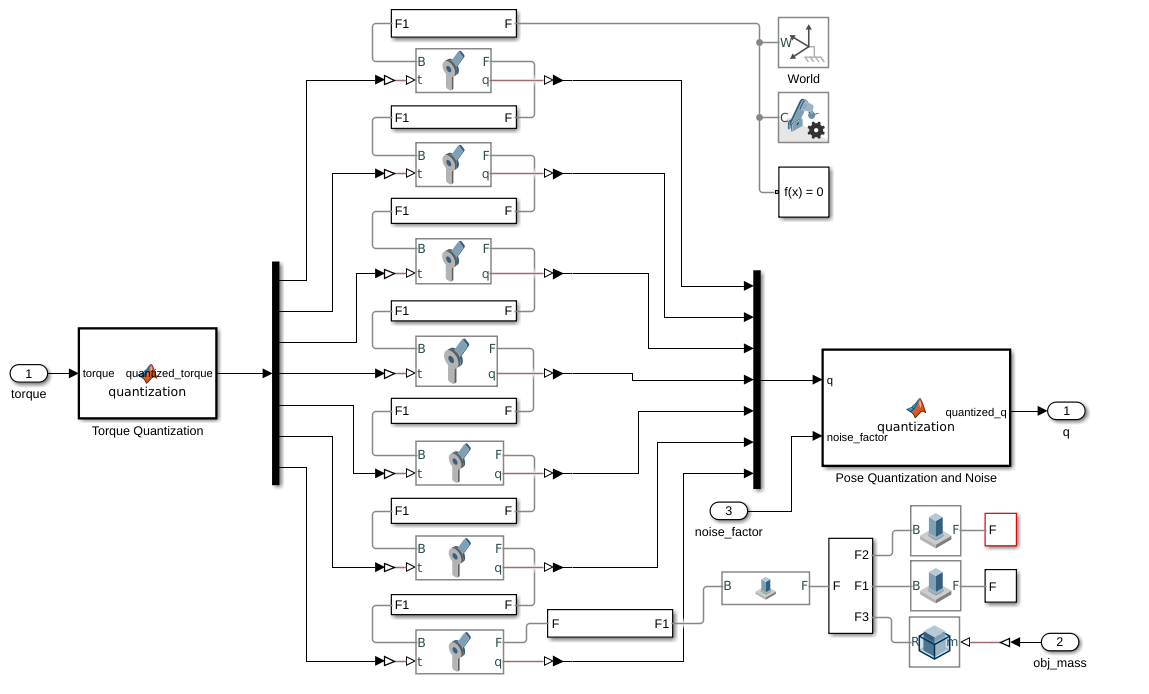 F1 F
B F
t q
F1 F
B F
t q
F1 F
B F
t q
F1 F
B F
t q
F1 F
B F
t q
F1 F
B F
t q
F1 F
B F
t q
W
World
C
f(x) = 0
1
torque
torque quantized_torque
quantization
Torque Quantization
q
noise_factor
quantized_q
quantization
Pose Quantization and Noise
1
q
3
noise_factor
F F1
B F
F
F2
F1
F3
B F
F
B F
F
R m
2
obj_mass